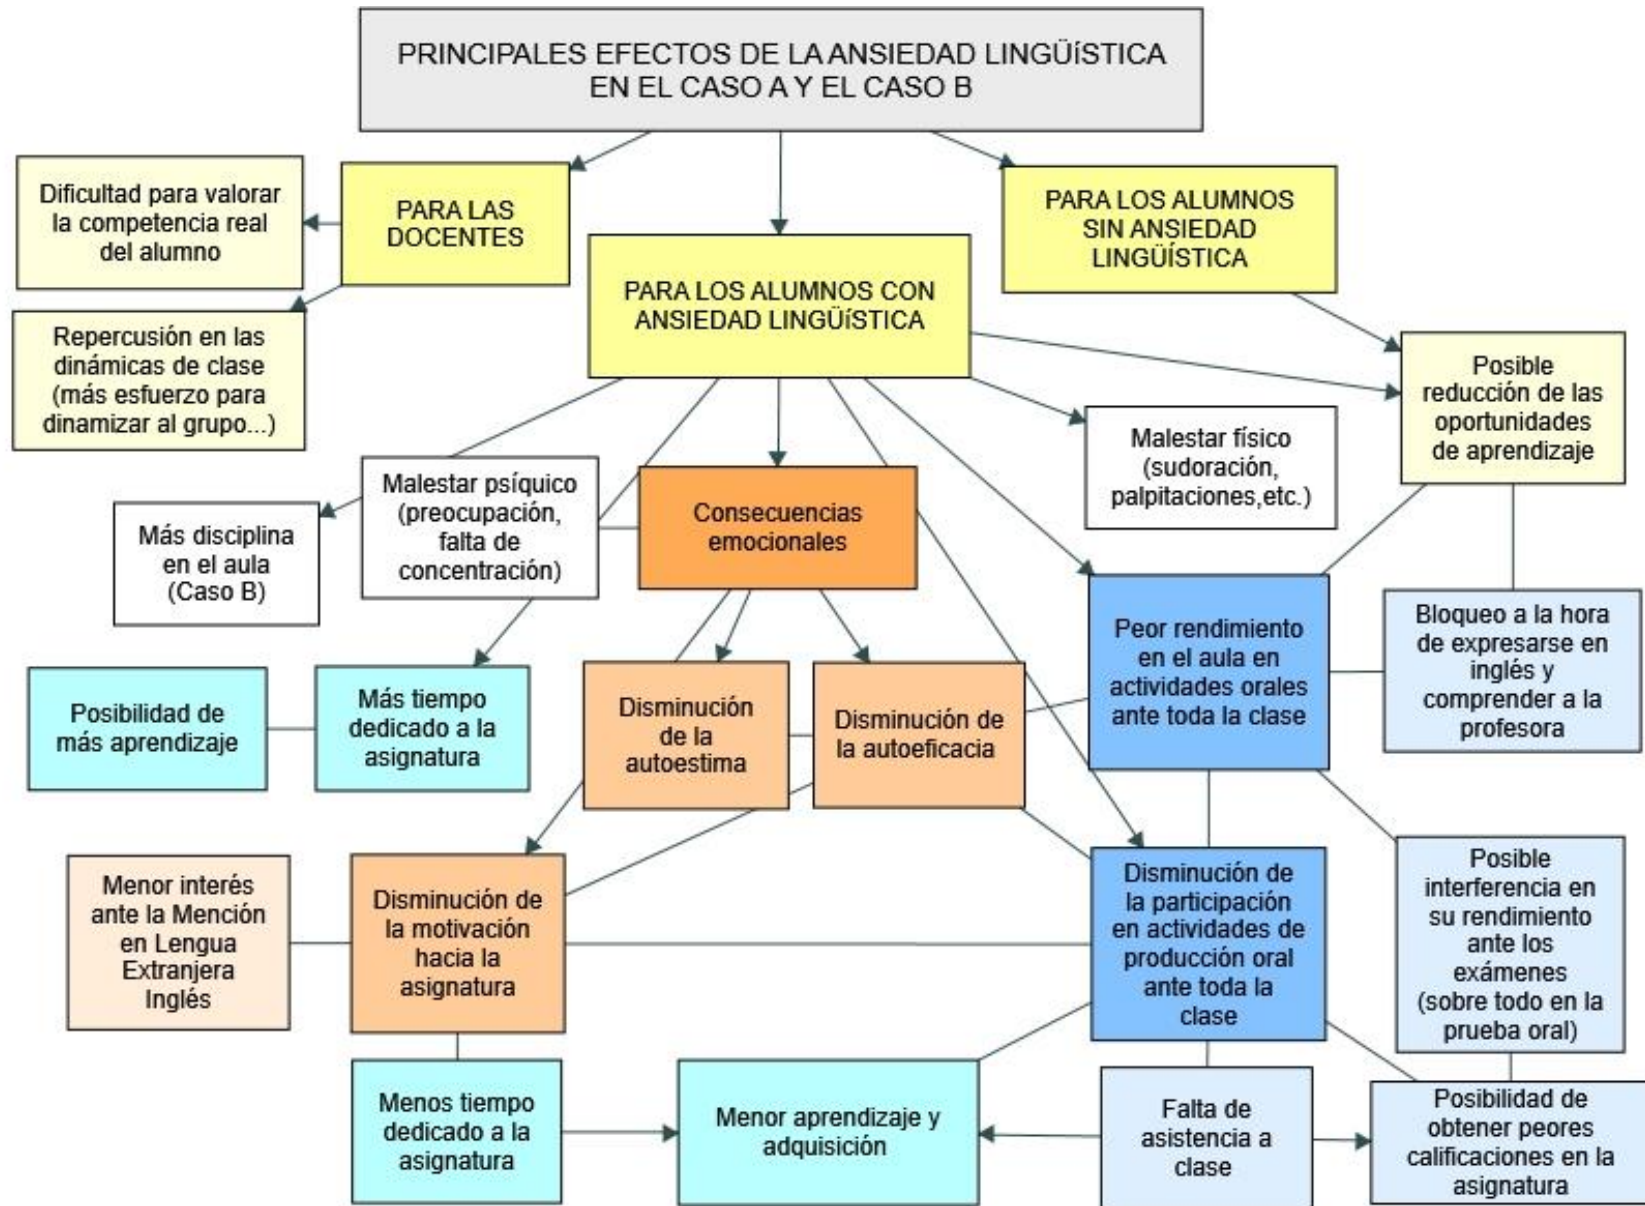 PRINCIPALES EFECTOS DE LA ANSIEDAD LINGÜíSTICA
EN EL CASO A Y EL CASO B
Dificultad para valorar
la competencia real
del alumno
PARA LAS
DOCENTES
PARA LOS ALUMNOS
SIN ANSIEDAD
LINGÜÍSTICA
PARA LOS ALUMNOS CON
ANSIEDAD LINGÜíSTICA
Repercusión en las
dinámicas de clase
(más esfuerzo para
dinamizar al grupo...)
Posible
reducción de las
oportunidades
de aprendizaje
Malestar físico
(sudoración,
palpitaciones,etc.)
Malestar psíquico
(preocupación,
falta de
concentración)
Consecuencias
emocionales
Más disciplina
en el aula
(Caso B)
Peor rendimiento
en el aula en
actividades orales
ante toda la clase
Bloqueo a la hora
de expresarse en
inglés y
comprender a la
profesora
Posibilidad de
más aprendizaje
Más tiempo
dedicado a la
asignatura
Disminución
de la
autoestima
Disminución de
la autoeficacia
Menor interés
ante la Mención
en Lengua
Extranjera
Inglés
Disminución de
la motivación
hacia la
asignatura
Disminución de
la participación
en actividades de
producción oral
ante toda la
clase
Posible
interferencia en
su rendimiento
ante los
exámenes
(sobre todo en la
prueba oral)
Menos tiempo
dedicado a la
asignatura
Menor aprendizaje y
adquisición
Falta de
asistencia a
clase
Posibilidad de
obtener peores
calificaciones en la
asignatura